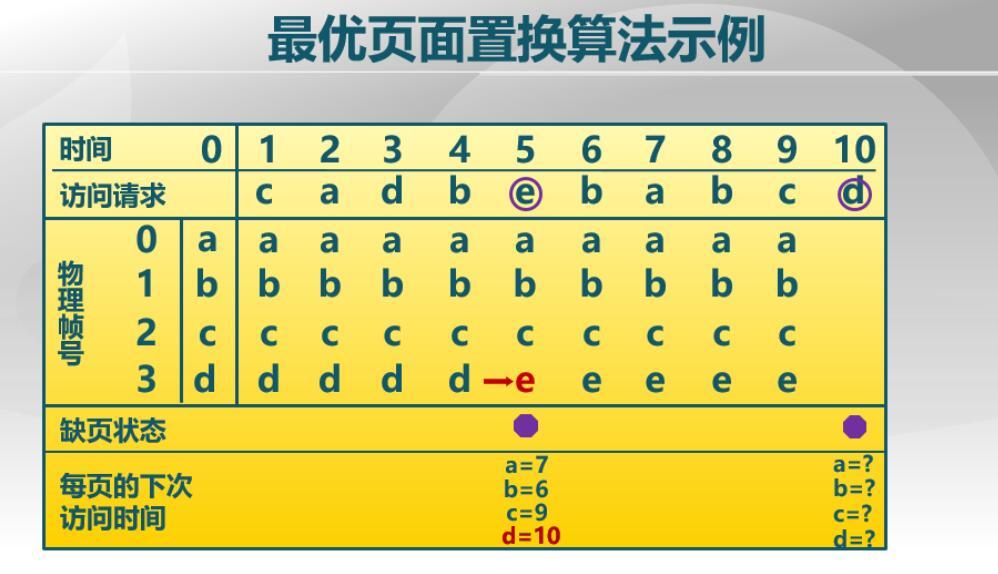 最优页面置换算法示例
时间 0 1 2 3 4 5 6 7 8 9 10
访问请求 c a d b e b a b c d
物理帧号
0 a a a a a a a a a a
1 b b b b b b b b b b
2 c c c c c c c c c c
3 d d d d d →e e e e e
缺页状态
每页的下次
访问时间
a=7
b=6
c=9
d=10
a=?
b=?
c=?
d=?